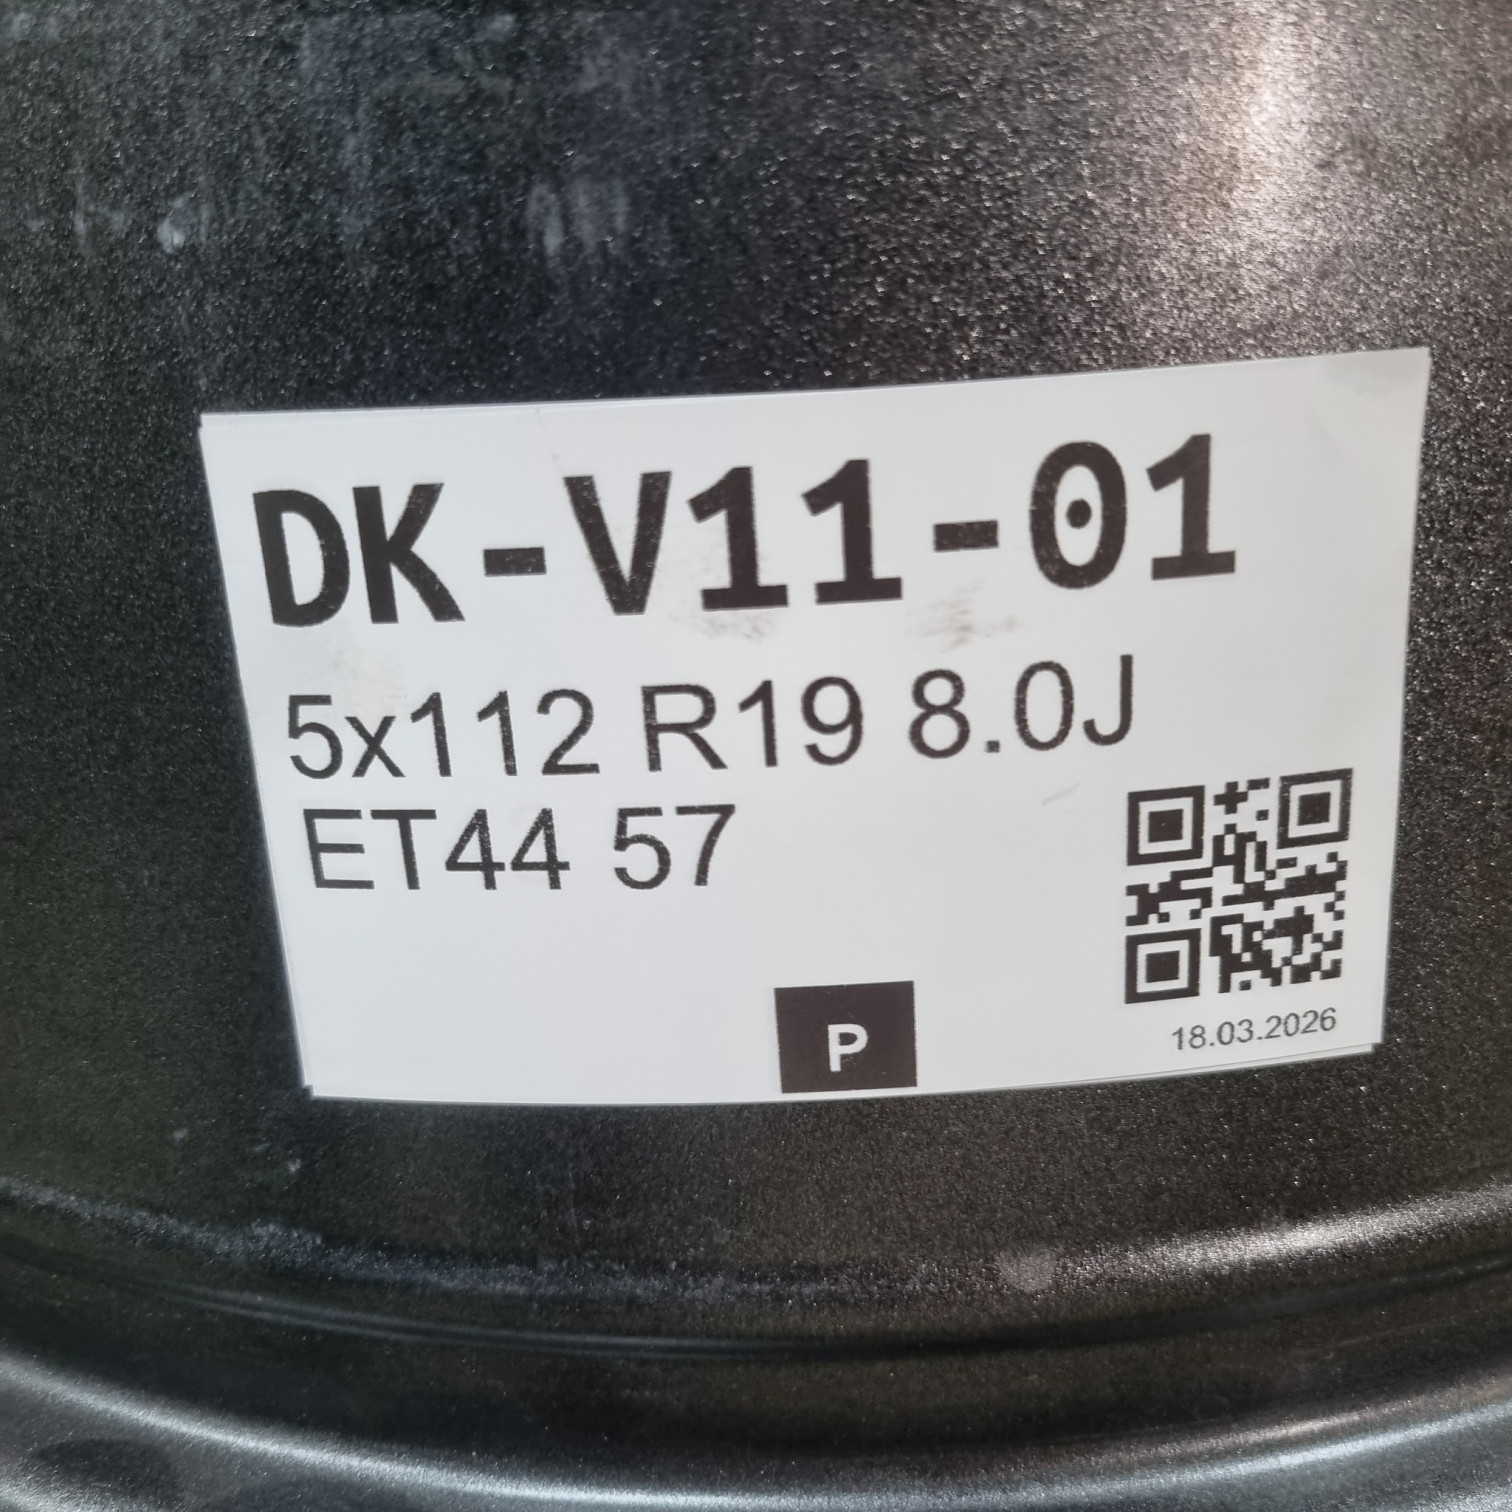 DK-V11-01
5x112 R19 8.0J
ET44 57
P
18.03.2026